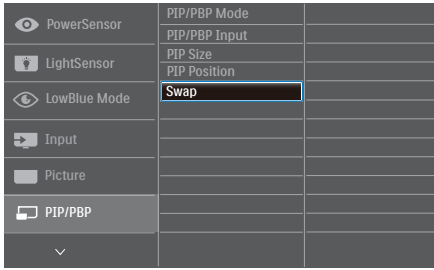 PowerSensor
LightSensor
LowBlue Mode
Input
Picture
PIP/PBP
PIP/PBP Mode
PIP/PBP Input
PIP Size
PIP Position
Swap